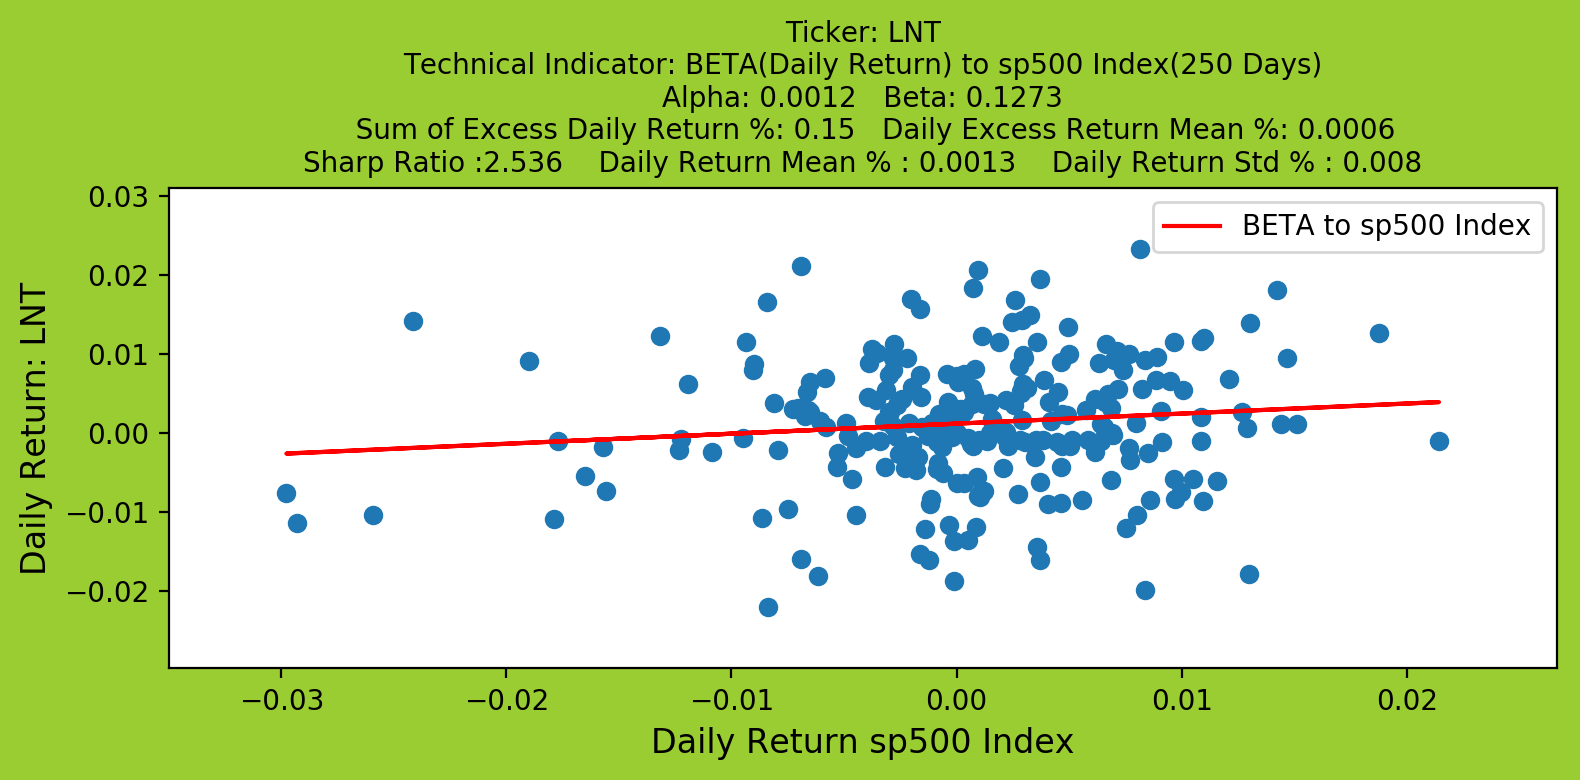 Ticker: LNT
Technical Indicator: BETA(Daily Return) to sp500 Index(250 Days)
Alpha: 0.0012   Beta: 0.1273
Sum of Excess Daily Return %: 0.15   Daily Excess Return Mean %: 0.0006
Sharp Ratio :2.536    Daily Return Mean % : 0.0013    Daily Return Std % : 0.008
BETA to sp500 Index
Daily Return: LNT
0.03
0.02
0.01
0.00
−0.01
−0.02
−0.03 −0.02 −0.01 0.00 0.01 0.02
Daily Return sp500 Index